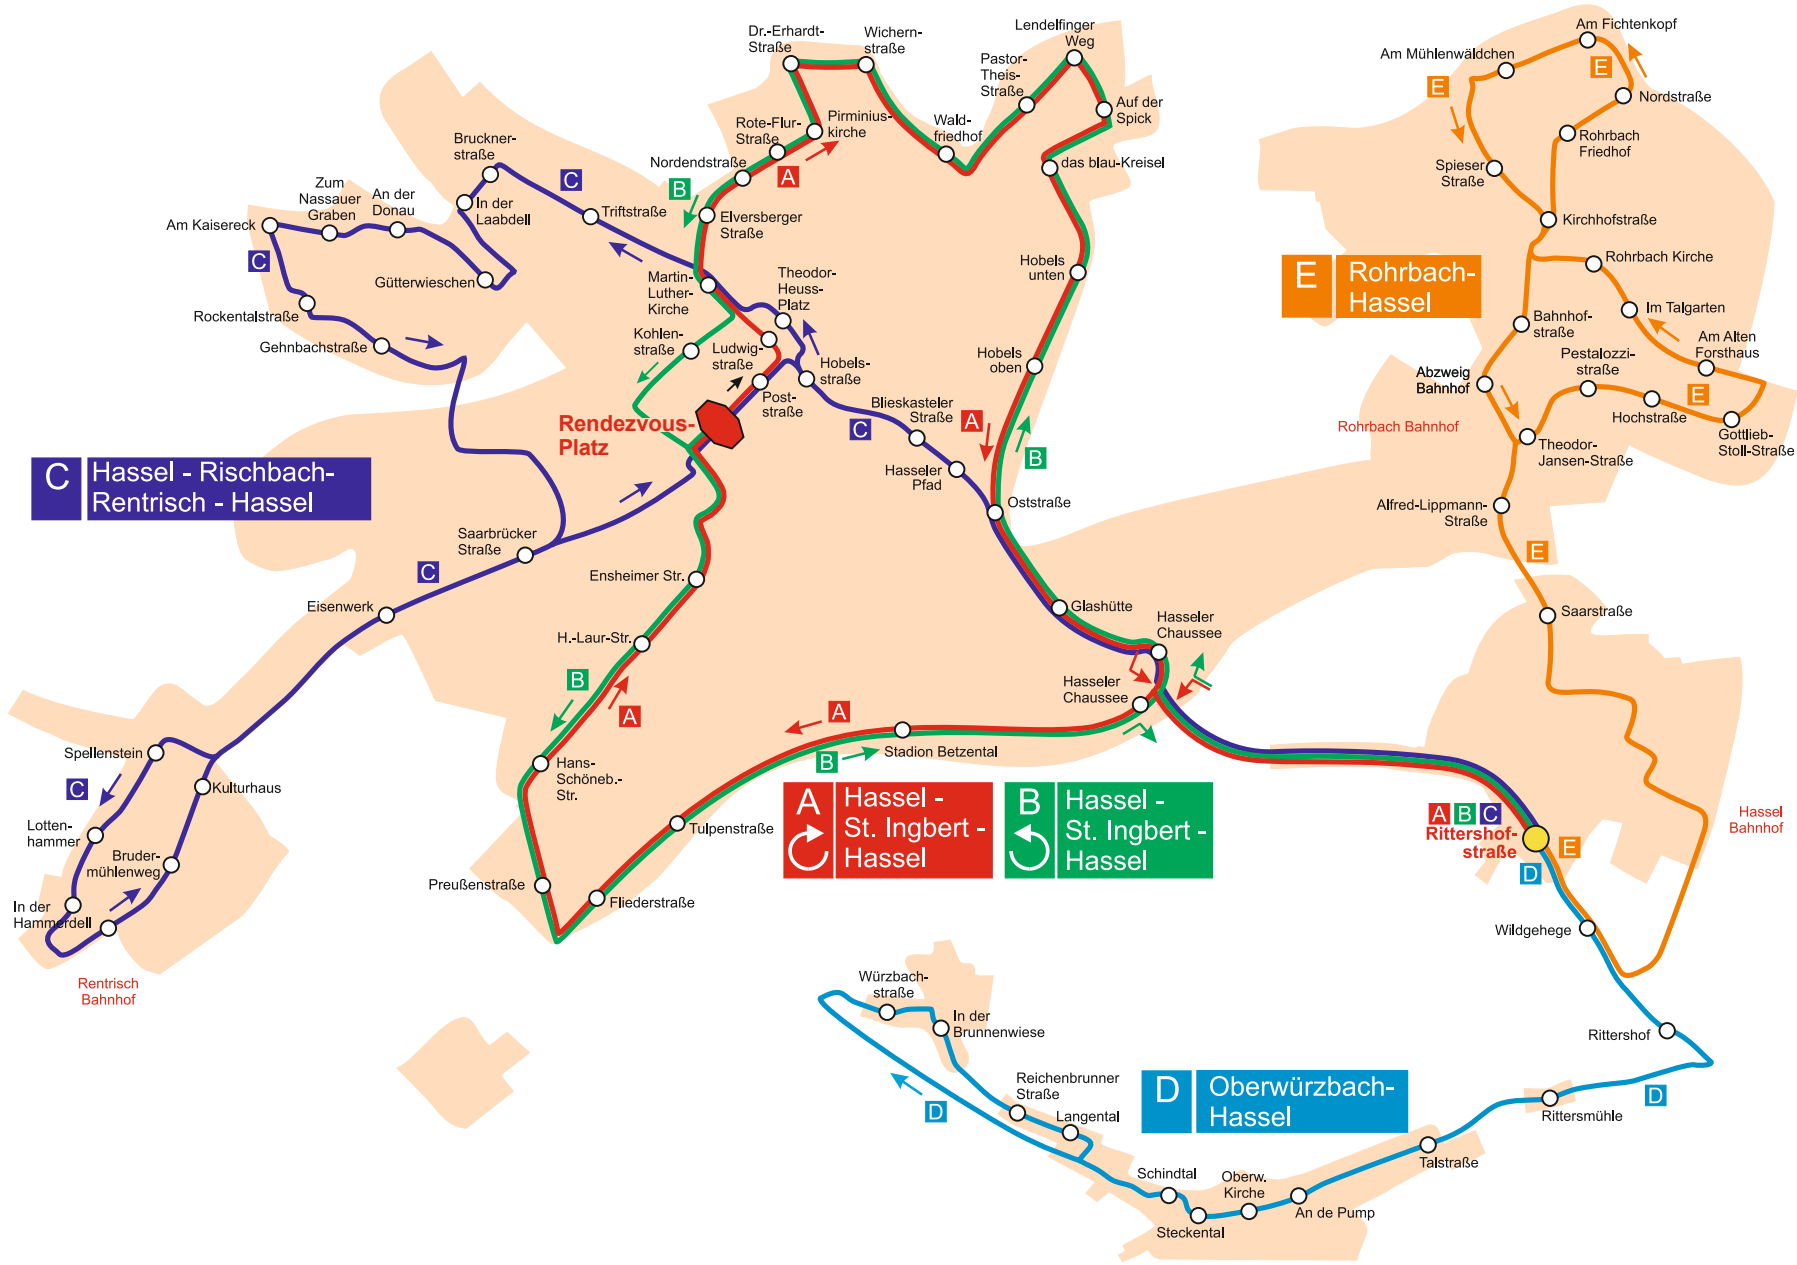 Dr.-Erhardt-
Straße
Wichern-
straße
Lendelfinger
Weg
Pastor-
Theis-
Straße
Auf der
Spick
Am Fichtenkopf
Am Mühlenwäldchen
E
E
Nordstraße
Rote-Flur-
Straße
Pirminius-
kirche
Wald-
friedhof
Rohrbach
Friedhof
Bruckner-
straße
Nordendstraße
A
das blau-Kreisel
Spieser
Straße
Zum
Nassauer
Graben
An der
Donau
C
B
In der
Laabdell
Triftstraße
Elversberger
Straße
Kirchhofstraße
Am Kaisereck
C
Gütterwieschen
Martin-
Luther-
Kirche
Theodor-
Heuss-
Platz
Hobels
unten
E
Rohrbach-
Hassel
Rohrbach Kirche
Im Talgarten
Rockentalstraße
Gehnbachstraße
Kohlen-
straße
Ludwig-
straße
Hobels-
straße
Hobels
oben
Bahnhof-
straße
Am Alten
Forsthaus
Pestalozzi-
straße
Abzweig
Bahnhof
Post-
straße
Blieskasteler
Straße
A
E
Hochstraße
Rendezvous-
Platz
C
Rohrbach Bahnhof
Gottlieb-
Stoll-Straße
Theodor-
Jansen-Straße
B
C
Hassel - Rischbach-
Rentrisch - Hassel
Hasseler
Pfad
Oststraße
Alfred-Lippmann-
Straße
Saarbrücker
Straße
E
C
Ensheimer Str.
Eisenwerk
Glashütte
Saarstraße
Hasseler
Chaussee
H.-Laur-Str.
B
A
Hasseler
Chaussee
A
Spellenstein
B
Stadion Betzental
C
Kulturhaus
Hans-
Schöneb.-
Str.
A
Hassel -
St. Ingbert -
Hassel
B
Hassel -
St. Ingbert -
Hassel
A B C
Rittershof-
straße
E
D
Hassel
Bahnhof
Lotten-
hammer
Tulpenstraße
Bruder-
mühlenweg
Preußenstraße
Fliederstraße
In der
Hammerdell
Wildgehege
Rentrisch
Bahnhof
Würzbach-
straße
In der
Brunnenwiese
Rittershof
Reichenbrunner
Straße
Langental
D
D
Oberwürzbach-
Hassel
D
Rittersmühle
Talstraße
Schindtal
Oberw.
Kirche
An de Pump
Steckental